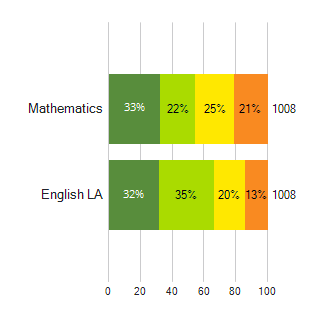 Mathematics 33% 22% 25% 21% 1008
English LA 32% 35% 20% 13% 1008
0 20 40 60 80 100